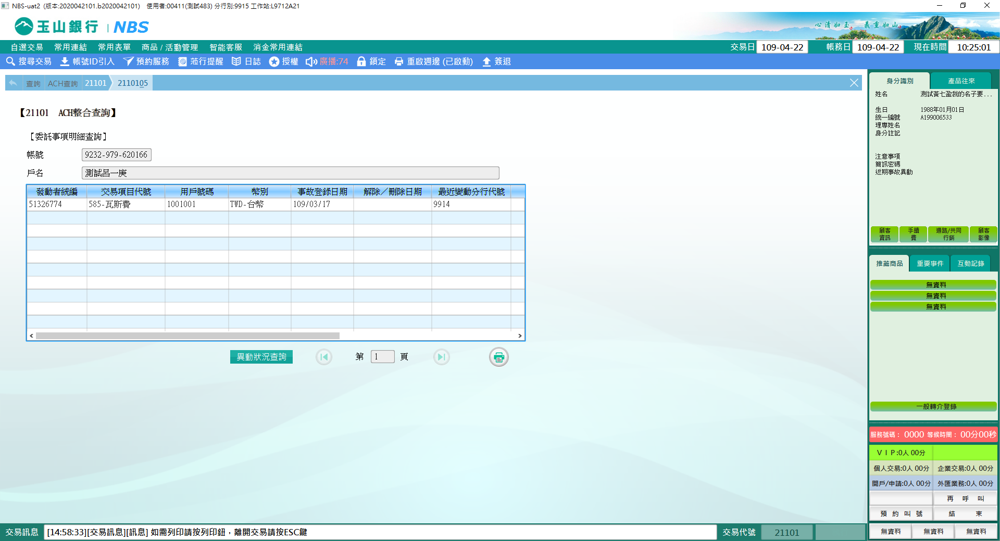 NBS-uat2 (版本:2020042101.b2020042101) 使用者:00411(測試483) 分行別:9915 工作站:L9712A21
玉山銀行 | NBS
心清如玉 義重如山
自選交易 常用連結 常用表單 商品 / 活動管理 智能客服 消金常用連結 交易日 109-04-22 帳務日 109-04-22 現在時間 10:25:01
搜尋交易 帳號ID引入 預約服務 蒞行提醒 日誌 授權 廣播:74 鎖定 重啟週邊 (已啟動) 簽退
查詢 ACH查詢 21101 2110105
【21101 ACH整合查詢】
【委託事項明細查詢】
帳號 9232-979-620166
戶名 測試呂一庚
發動者統編 交易項目代號 用戶號碼 幣別 事故登錄日期 解除／刪除日期 最近變動分行代號
51326774 585-瓦斯費 1001001 TWD-台幣 109/03/17 9914
異動狀況查詢 第 1 頁
身分識別 產品往來
姓名 測試黃七盈我的名子要...
生日 1988年01月01日
統一編號 A199006533
理專姓名
身分註記
注意事項
簡訊密碼
近期事故異動
顧客資訊 手續費 通路/共同行銷 顧客影像
推薦商品 重要事件 互動記錄
無資料
無資料
無資料
一般轉介登錄
服務號碼： 0000 等候時間： 00分00秒
ＶＩＰ:0人 00分
個人交易:0人 00分 企業交易:0人 00分
開戶/申請:0人 00分 外匯業務:0人 00分
再 呼 叫
預 約 叫 號 結 束
無資料 無資料 無資料
交易訊息 [14:58:33][交易訊息][訊息] 如需列印請按列印鈕，離開交易請按ESC鍵 交易代號 21101